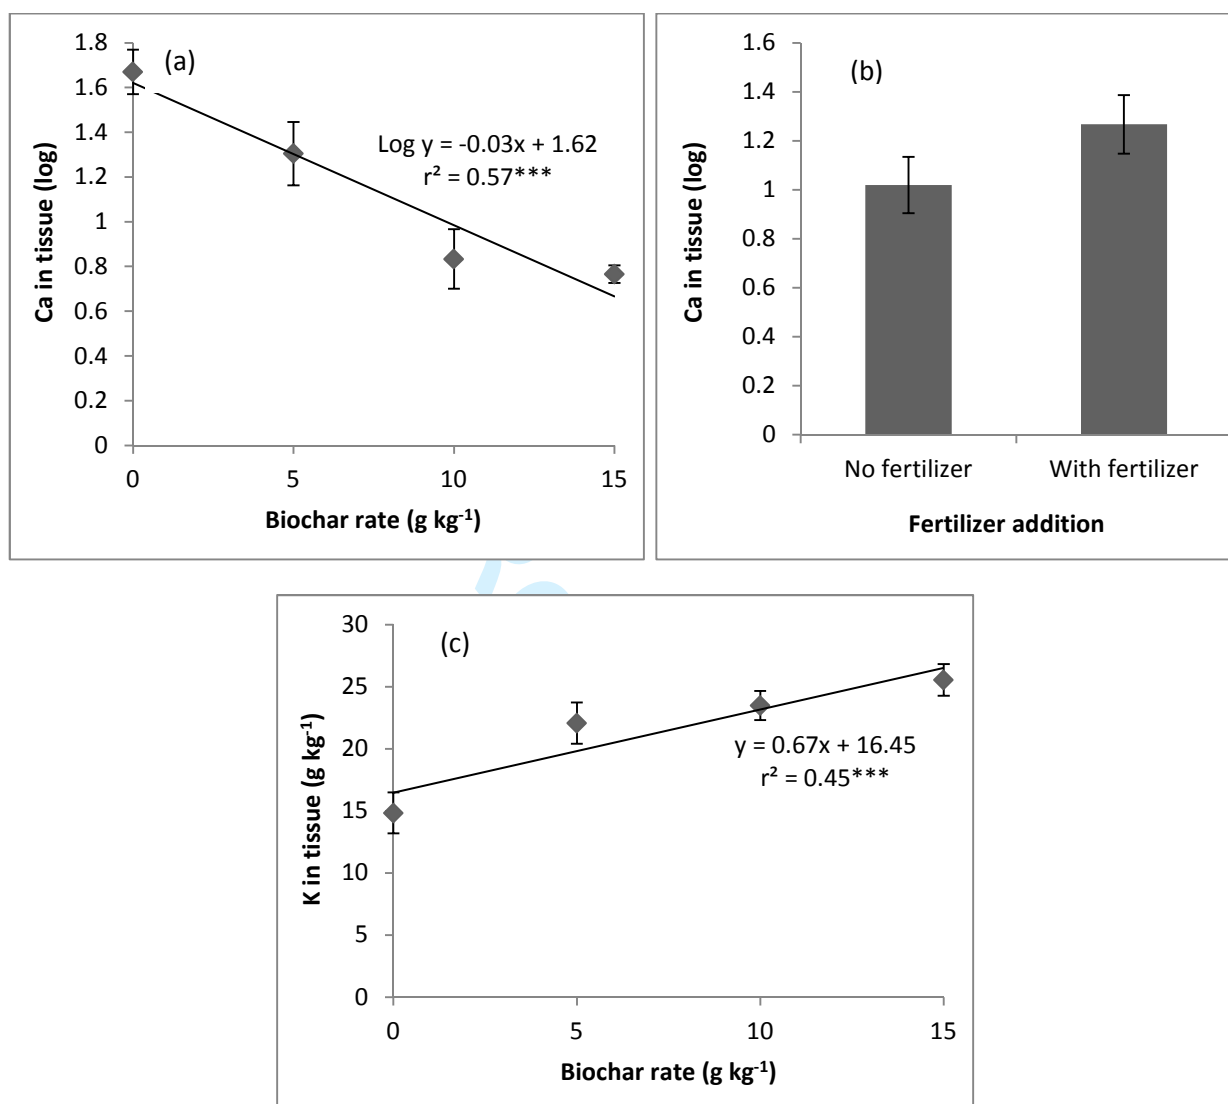 (a)
Ca in tissue (log)
1.8
1.6
1.4
1.2
1
0.8
0.6
0.4
0.2
0
Log y = -0.03x + 1.62
r² = 0.57***
0 5 10 15
Biochar rate (g kg⁻¹)
(b)
Ca in tissue (log)
1.6
1.4
1.2
1
0.8
0.6
0.4
0.2
0
No fertilizer With fertilizer
Fertilizer addition
(c)
K in tissue (g kg⁻¹)
30
25
20
15
10
5
0
y = 0.67x + 16.45
r² = 0.45***
0 5 10 15
Biochar rate (g kg⁻¹)